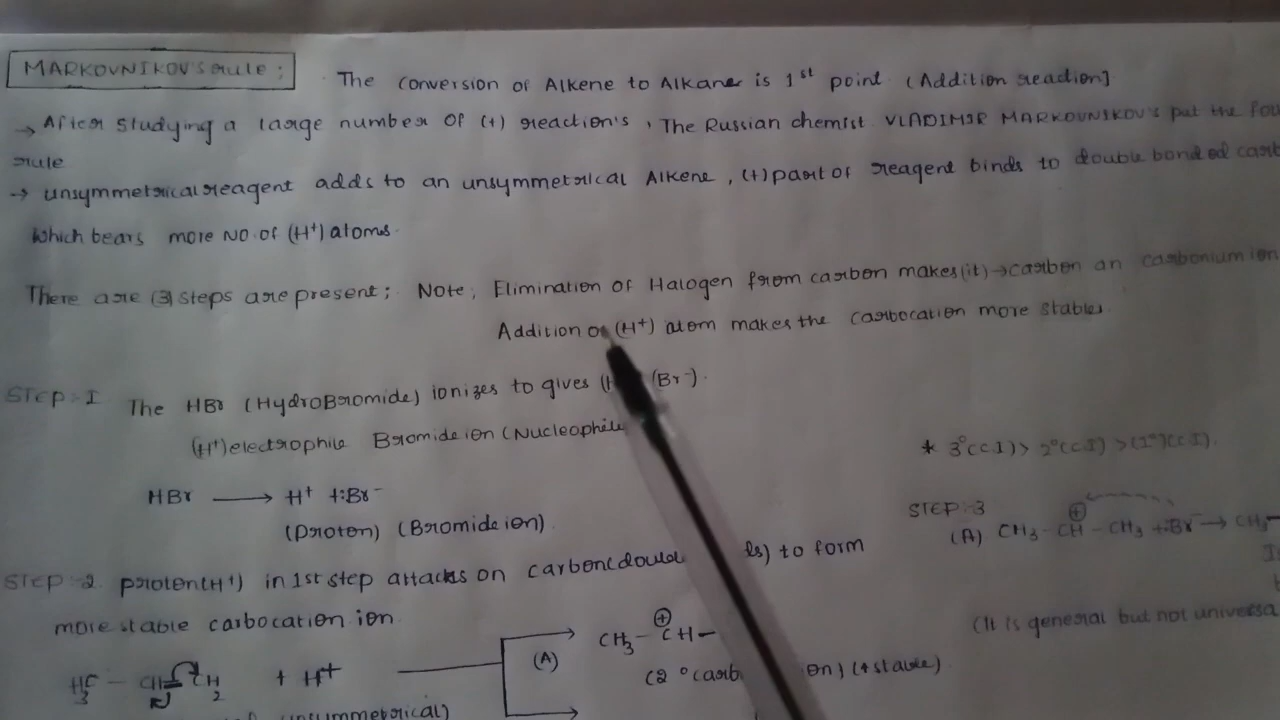 MARKOVNIKOV'S rule :
The conversion of Alkene to Alkane is 1st point (Addition reaction]
→ After studying a large number of (+) reaction's , The Russian chemist VLADIMIR MARKOVNIKOV'S put the
rule
→ unsymmetrical reagent adds to an unsymmetrical Alkene , (+) part of reagent binds to double bonded
which bears more NO.of (H+) atoms.
There are (3) steps are present ; Note ; Elimination of Halogen from carbon makes (it) → carbon an carbonium ion
Addition of (H+) atom makes the carbocation more stable.
STEP:-I The HBr (HydroBromide) ionizes to gives (Br-).
(H+) electrophile Bromide ion (Nucleophile
* 3°(C.I) > 2°(C.I) > (1°)(C.I).
HBr → H+ + :Br-
(proton) (Bromide ion)
STEP:-3
(A) CH3 - CH - CH3 + :Br- → CH3-
⊕
STEP:-2 proton (H+) in 1st step attacks on carbon to form
more stable carbocation ion
(It is general but not
H3C - CH = CH2 + H+
(A)
CH3 - CH -
⊕
(2° (+ stable)
unsymmetrical)